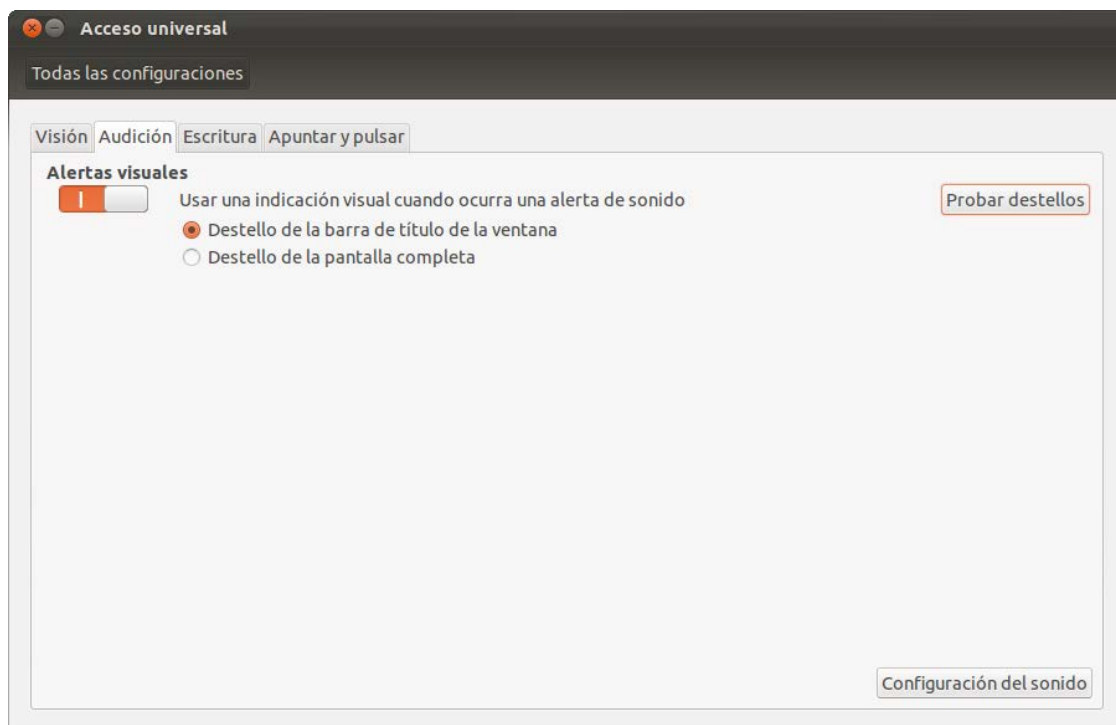 Acceso universal
Todas las configuraciones
Visión Audición Escritura Apuntar y pulsar
Alertas visuales
Usar una indicación visual cuando ocurra una alerta de sonido Probar destellos
Destello de la barra de título de la ventana
Destello de la pantalla completa
Configuración del sonido